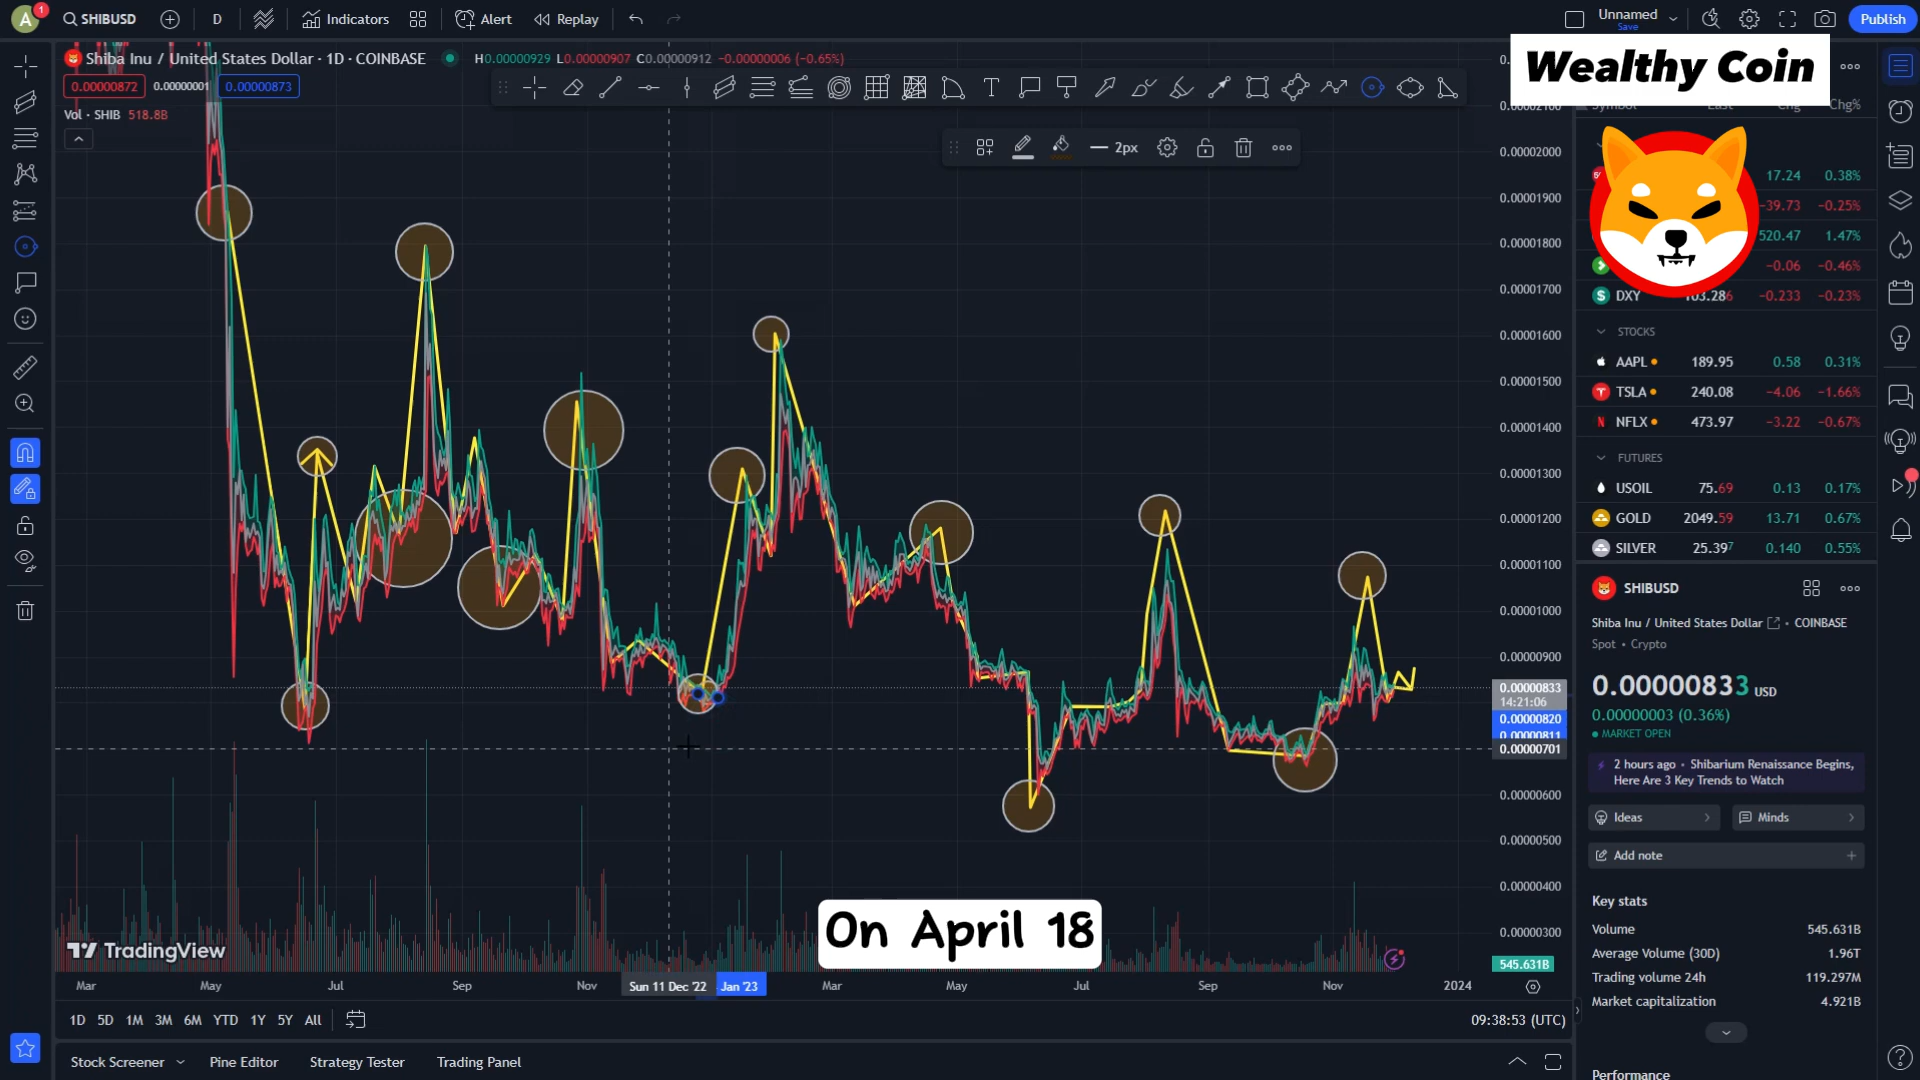 A
1
SHIBUSD
D
Indicators
Alert
Replay
Unnamed
Save
Publish
Shiba Inu / United States Dollar · 1D · COINBASE
H0.00000929 L0.00000907 C0.00000912 −0.00000006 (−0.65%)
0.00000872
0.00000001
0.00000873
Vol · SHIB 518.8B
T
2px
Wealthy Coin
Chg%
17.24 0.38%
-39.73 -0.25%
520.47 1.47%
-0.06 -0.46%
DXY 103.286 -0.233 -0.23%
STOCKS
AAPL 189.95 0.58 0.31%
TSLA 240.08 -4.06 -1.66%
NFLX 473.97 -3.22 -0.67%
FUTURES
USOIL 75.69 0.13 0.17%
GOLD 2049.59 13.71 0.67%
SILVER 25.397 0.140 0.55%
0.00002000
0.00001900
0.00001800
0.00001700
0.00001600
0.00001500
0.00001400
0.00001300
0.00001200
0.00001100
0.00001000
0.00000900
0.00000833
14:21:06
0.00000820
0.00000811
0.00000701
0.00000600
0.00000500
0.00000400
0.00000300
545.631B
SHIBUSD
Shiba Inu / United States Dollar · COINBASE
Spot · Crypto
0.00000833 USD
0.00000003 (0.36%)
MARKET OPEN
2 hours ago · Shibarium Renaissance Begins,
Here Are 3 Key Trends to Watch
Ideas
Minds
Add note
Key stats
Volume 545.631B
Average Volume (30D) 1.96T
Trading volume 24h 119.297M
Market capitalization 4.921B
Performance
On April 18
TradingView
Mar May Jul Sep Nov Sun 11 Dec '22 Jan '23 Mar May Jul Sep Nov 2024
1D 5D 1M 3M 6M YTD 1Y 5Y All
09:38:53 (UTC)
Stock Screener
Pine Editor
Strategy Tester
Trading Panel